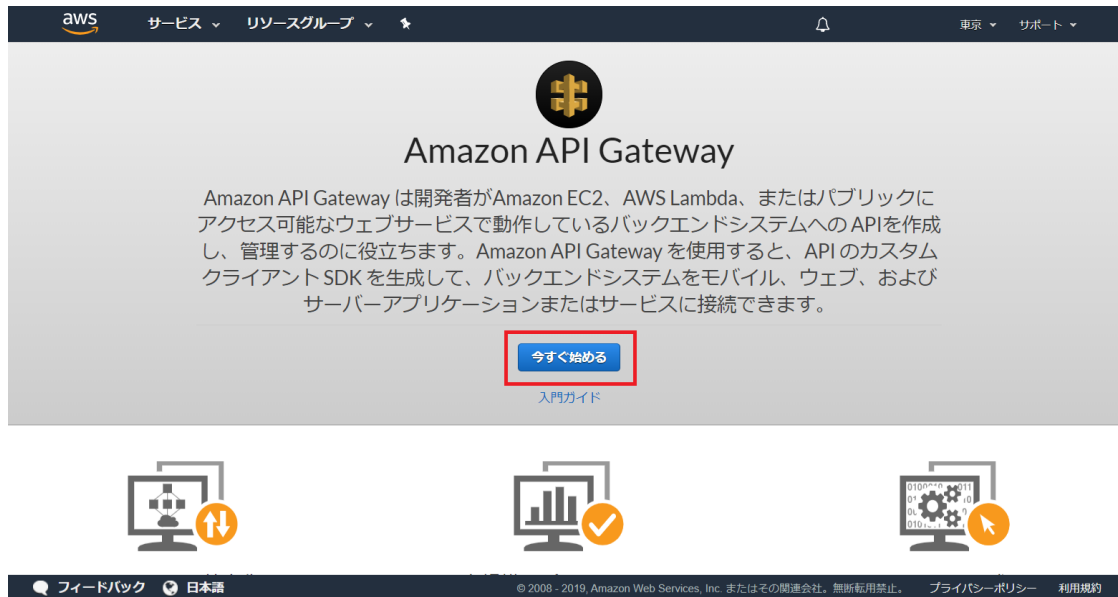 aws サービス リソースグループ 東京 サポート
Amazon API Gateway
Amazon API Gateway は開発者がAmazon EC2、AWS Lambda、またはパブリックに
アクセス可能なウェブサービスで動作しているバックエンドシステムへの APIを作成
し、管理するのに役立ちます。Amazon API Gateway を使用すると、API のカスタム
クライアント SDK を生成して、バックエンドシステムをモバイル、ウェブ、および
サーバーアプリケーションまたはサービスに接続できます。
今すぐ始める
入門ガイド
フィードバック 日本語 © 2008 - 2019, Amazon Web Services, Inc. またはその関連会社。無断転用禁止。 プライバシーポリシー 利用規約